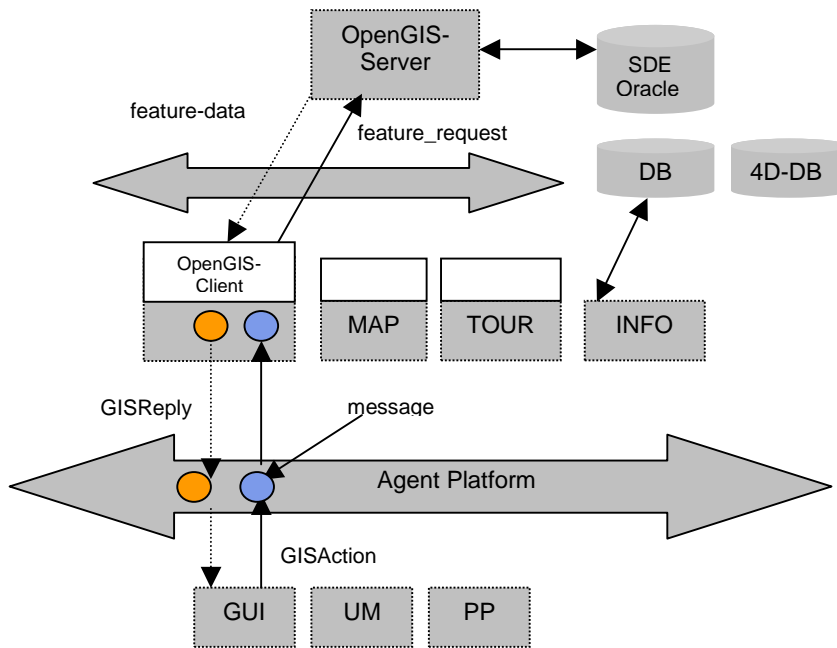 OpenGIS-
Server
SDE
Oracle
feature-data
feature_request
DB
4D-DB
OpenGIS-
Client
MAP
TOUR
INFO
GISReply
message
Agent Platform
GISAction
GUI
UM
PP